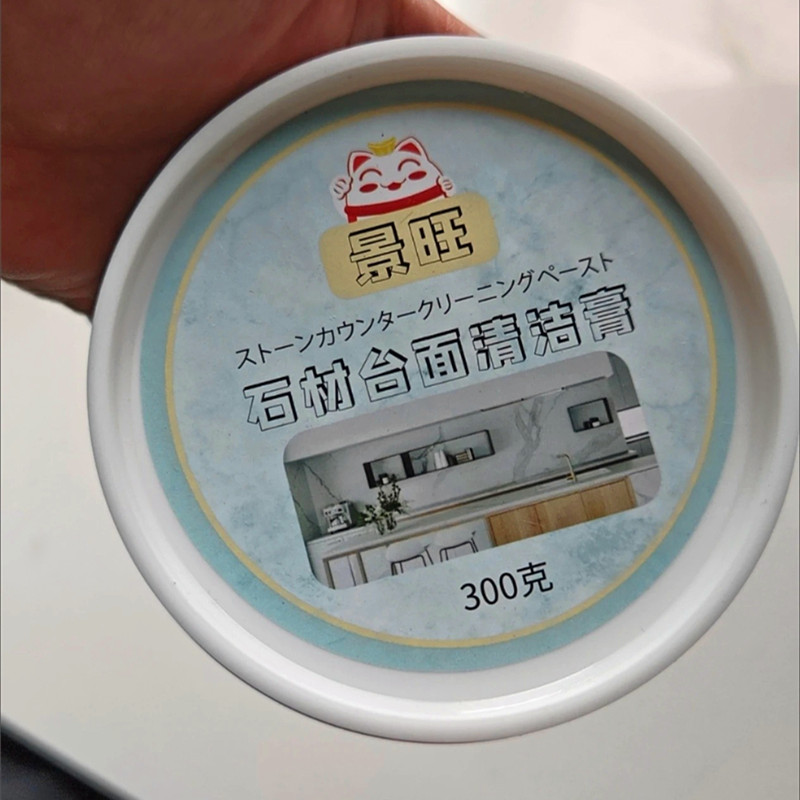 景旺
ストーンカウンタークリーニングペースト
石材台面清洁膏
300克